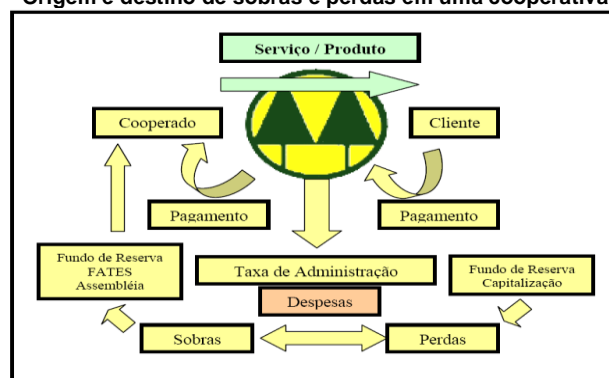 Origem e destino de sobras e perdas em uma cooperativa
Serviço / Produto
Cooperado
Cliente
Pagamento
Pagamento
Fundo de Reserva
FATES
Assembléia
Taxa de Administração
Fundo de Reserva
Capitalização
Despesas
Sobras
Perdas